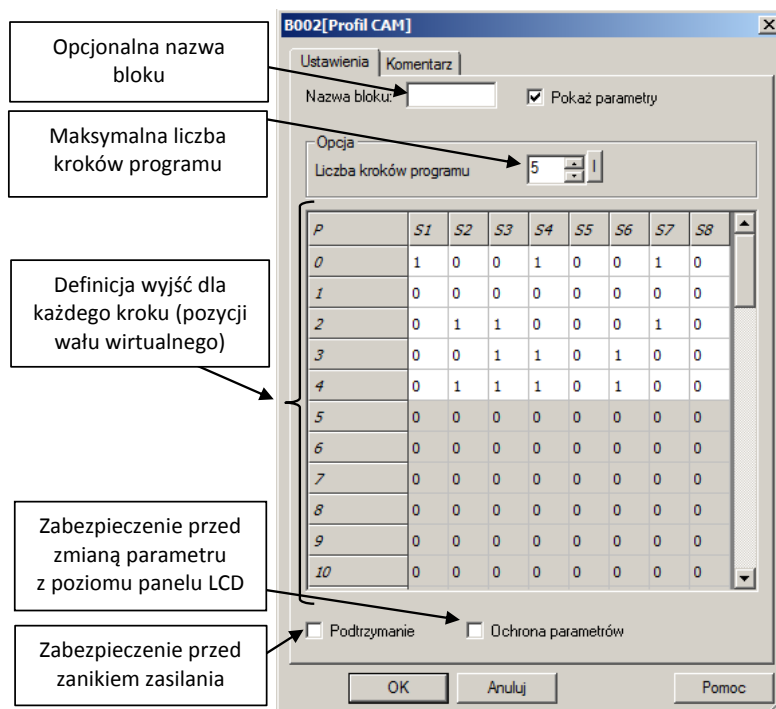 B002[Profil CAM]
Opcjonalna nazwa
bloku
Ustawienia Komentarz
Nazwa bloku: Pokaż parametry
Maksymalna liczba
kroków programu
Opcja
Liczba kroków programu 5 I
Definicja wyjść dla
każdego kroku (pozycji
wału wirtualnego)
P S1 S2 S3 S4 S5 S6 S7 S8
0 1 0 0 1 0 0 1 0
1 0 0 0 0 0 0 0 0
2 0 1 1 0 0 0 1 0
3 0 0 1 1 0 1 0 0
4 0 1 1 1 0 1 0 0
5 0 0 0 0 0 0 0 0
6 0 0 0 0 0 0 0 0
7 0 0 0 0 0 0 0 0
8 0 0 0 0 0 0 0 0
9 0 0 0 0 0 0 0 0
10 0 0 0 0 0 0 0 0
Zabezpieczenie przed
zmianą parametru
z poziomu panelu LCD
Podtrzymanie Ochrona parametrów
Zabezpieczenie przed
zanikiem zasilania
OK Anuluj Pomoc